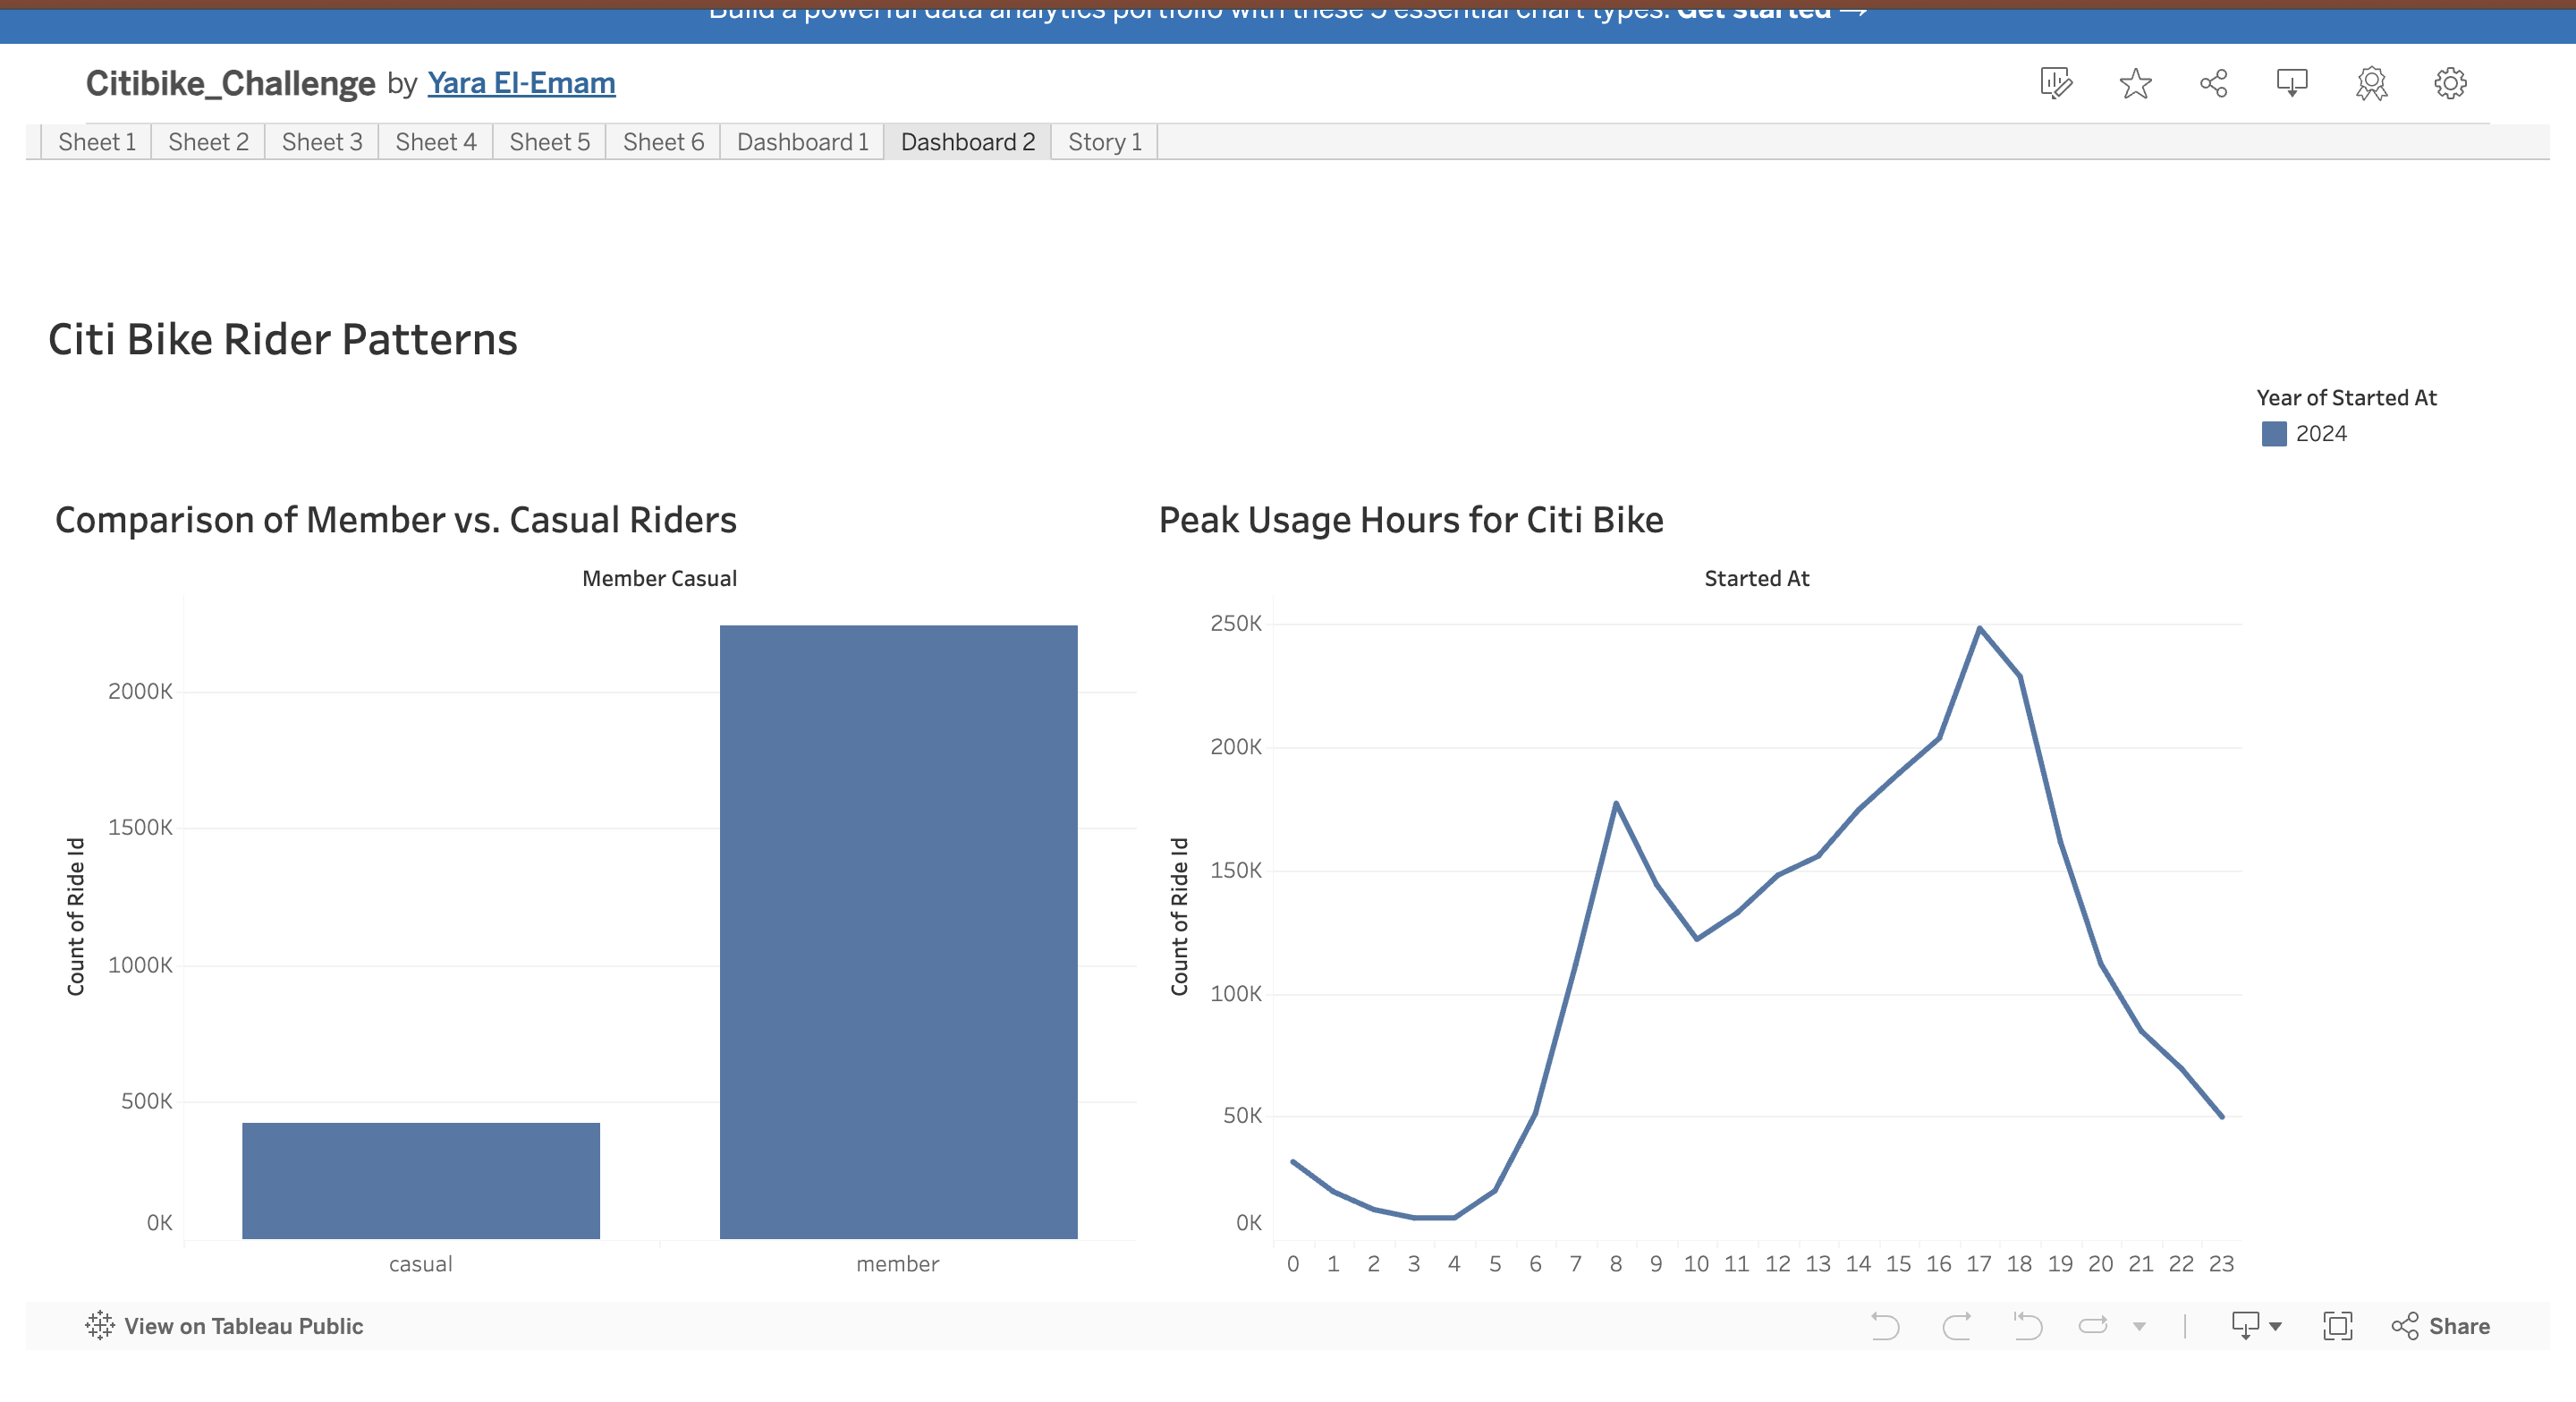 Build a powerful data analytics portfolio with these 5 essential chart types. Get started →
Citibike_Challenge by Yara El-Emam
Sheet 1 Sheet 2 Sheet 3 Sheet 4 Sheet 5 Sheet 6 Dashboard 1 Dashboard 2 Story 1
Citi Bike Rider Patterns
Year of Started At
2024
Comparison of Member vs. Casual Riders
Member Casual
Count of Ride Id
2000K
1500K
1000K
500K
0K
casual member
Peak Usage Hours for Citi Bike
Started At
Count of Ride Id
250K
200K
150K
100K
50K
0K
0 1 2 3 4 5 6 7 8 9 10 11 12 13 14 15 16 17 18 19 20 21 22 23
View on Tableau Public
Share